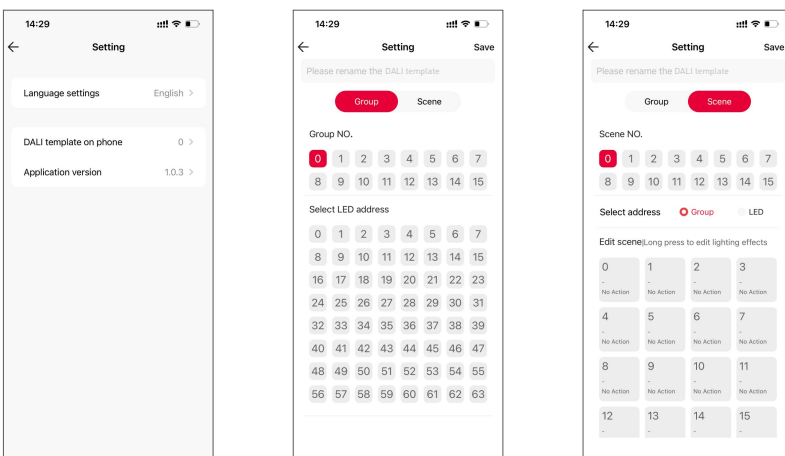 14:29
Setting
Language settings English >
DALI template on phone 0 >
Application version 1.0.3 >
14:29
Setting Save
Please rename the DALI template
Group Scene
Group NO.
0 1 2 3 4 5 6 7
8 9 10 11 12 13 14 15
Select LED address
0 1 2 3 4 5 6 7
8 9 10 11 12 13 14 15
16 17 18 19 20 21 22 23
24 25 26 27 28 29 30 31
32 33 34 35 36 37 38 39
40 41 42 43 44 45 46 47
48 49 50 51 52 53 54 55
56 57 58 59 60 61 62 63
14:29
Setting Save
Please rename the DALI template
Group Scene
Scene NO.
0 1 2 3 4 5 6 7
8 9 10 11 12 13 14 15
Select address Group LED
Edit scene|Long press to edit lighting effects
0 1 2 3
- - - -
No Action No Action No Action No Action
4 5 6 7
- - - -
No Action No Action No Action No Action
8 9 10 11
- - - -
No Action No Action No Action No Action
12 13 14 15
- - - -